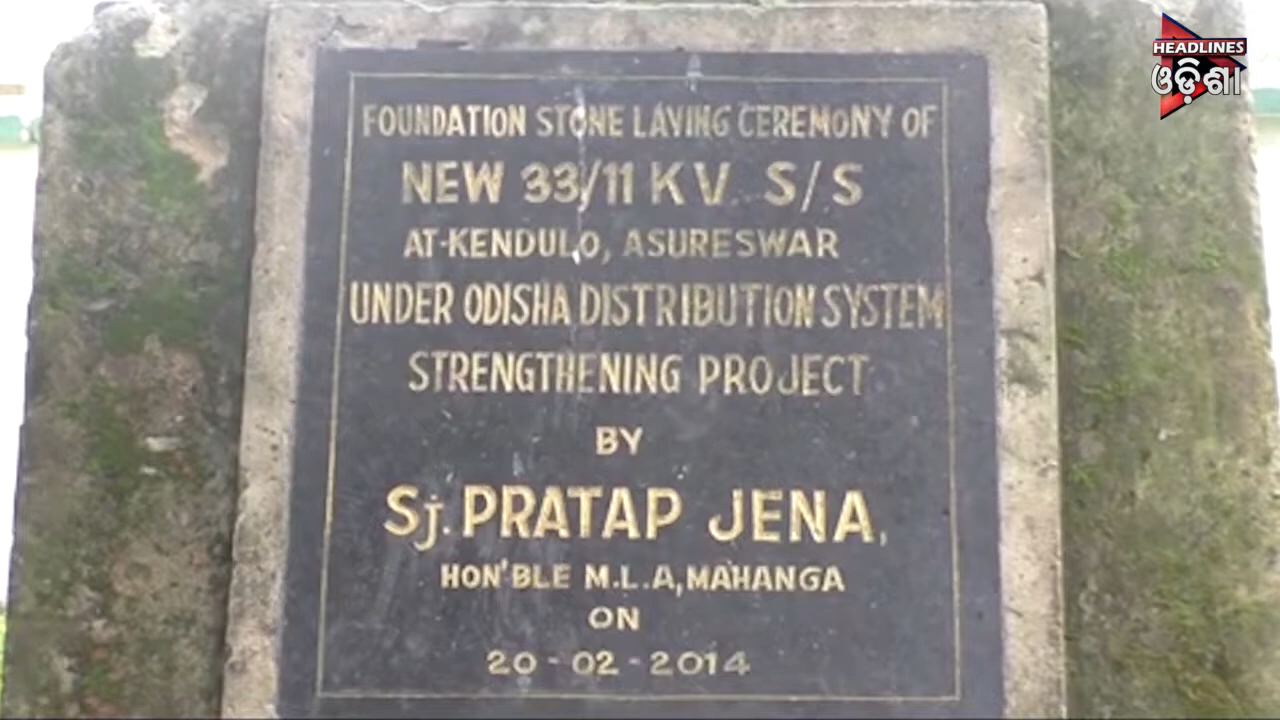 HEADLINES
ଓଡ଼ିଶା
FOUNDATION STONE LAYING CEREMONY OF
NEW 33/11 KV S/S
AT-KENDULO, ASURESWAR
UNDER ODISHA DISTRIBUTION SYSTEM
STRENGTHENING PROJECT
BY
Sj. PRATAP JENA,
HON'BLE M.L.A, MAHANGA
ON
20-02-2014